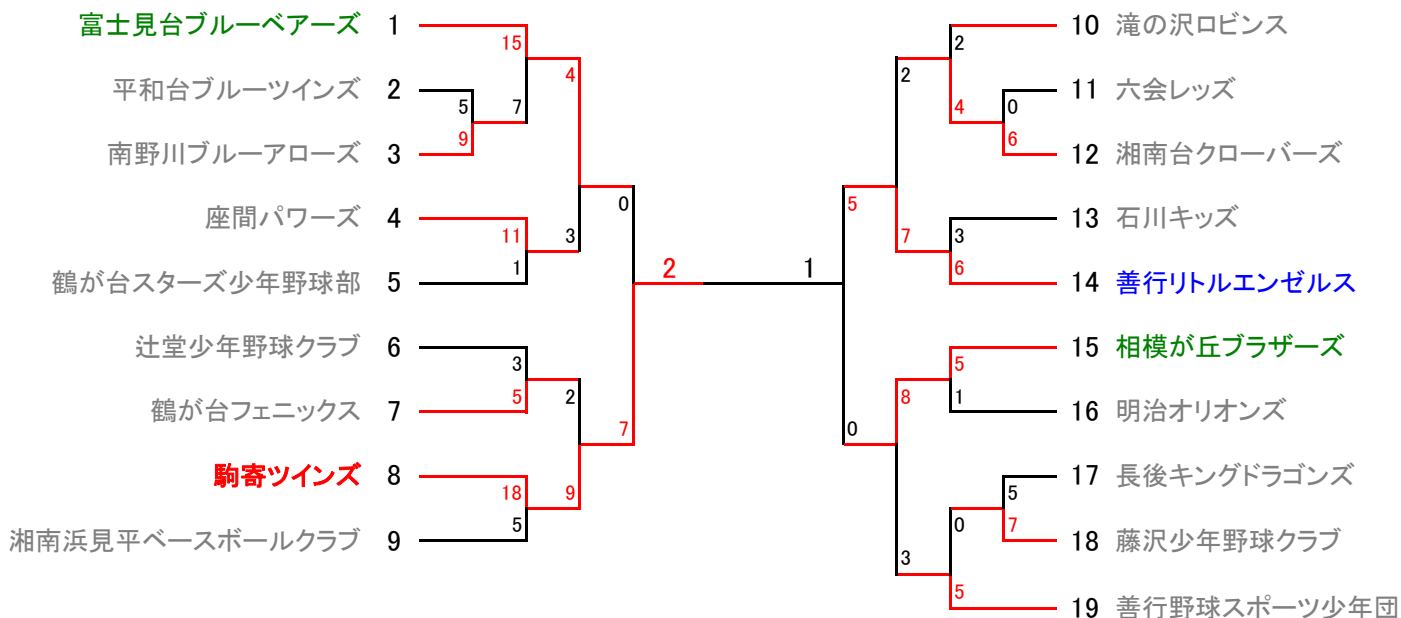 富士見台ブルーベアーズ 1
15
4
平和台ブルーツインズ 2
5
7
南野川ブルーアローズ 3
9
0
座間パワーズ 4
11
3
鶴が台スターズ少年野球部 5
1
2
辻堂少年野球クラブ 6
3
鶴が台フェニックス 7
5
2
7
駒寄ツインズ 8
18
9
湘南浜見平ベースボールクラブ 9
5
1
10 滝の沢ロビンス
2
2
11 六会レッズ
0
4
12 湘南台クローバーズ
6
5
13 石川キッズ
3
7
14 善行リトルエンゼルス
6
15 相模が丘ブラザーズ
5
8
16 明治オリオンズ
1
0
17 長後キングドラゴンズ
5
0
18 藤沢少年野球クラブ
7
3
19 善行野球スポーツ少年団
5